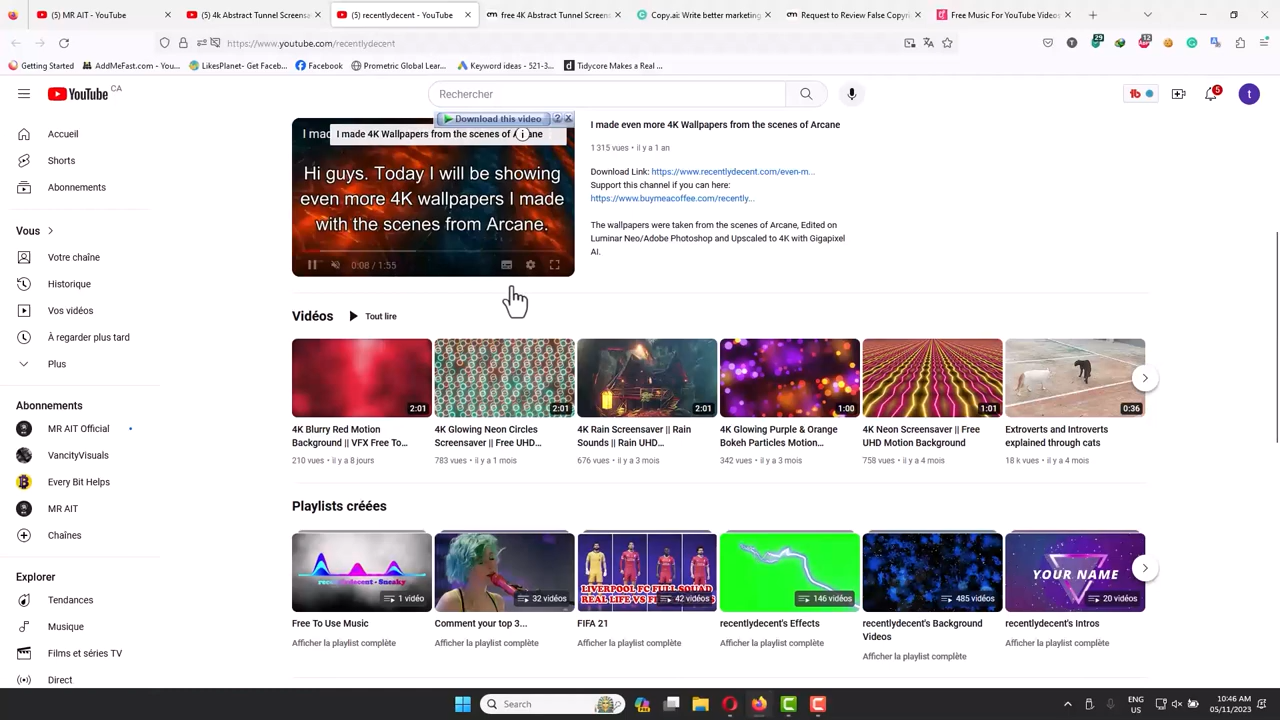 (5) MR AIT - YouTube
(5) 4k Abstract Tunnel Screensa
(5) recentlydecent - YouTube
free 4K Abstract Tunnel Screen
Copy.ai: Write better marketing
Request to Review False Copyri
Free Music For YouTube Videos
https://www.youtube.com/recentlydecent
29
12
Getting Started
AddMeFast.com - You...
LikesPlanet- Get Faceb...
Facebook
Prometric Global Lear...
Keyword ideas - 521-3...
Tidycore Makes a Real ...
YouTube CA
Rechercher
5
t
Accueil
Shorts
Abonnements
Vous
Votre chaîne
Historique
Vos vidéos
À regarder plus tard
Plus
Abonnements
MR AIT Official
VancityVisuals
Every Bit Helps
MR AIT
Chaînes
Explorer
Tendances
Musique
Films et séries TV
Direct
Download this video
I mad
I made 4K Wallpapers from the scenes of Arcane
Hi guys. Today I will be showing
even more 4K wallpapers I made
with the scenes from Arcane.
0:08 / 1:55
I made even more 4K Wallpapers from the scenes of Arcane
1 315 vues • il y a 1 an
Download Link: https://www.recentlydecent.com/even-m...
Support this channel if you can here:
https://www.buymeacoffee.com/recently...
The wallpapers were taken from the scenes of Arcane, Edited on
Luminar Neo/Adobe Photoshop and Upscaled to 4K with Gigapixel
AI.
Vidéos
Tout lire
2:01
2:01
2:01
1:00
1:01
0:36
4K Blurry Red Motion
Background || VFX Free To...
210 vues • il y a 8 jours
4K Glowing Neon Circles
Screensaver || Free UHD...
783 vues • il y a 1 mois
4K Rain Screensaver || Rain
Sounds || Rain UHD...
676 vues • il y a 3 mois
4K Glowing Purple & Orange
Bokeh Particles Motion...
342 vues • il y a 3 mois
4K Neon Screensaver || Free
UHD Motion Background
758 vues • il y a 4 mois
Extroverts and Introverts
explained through cats
18 k vues • il y a 4 mois
Playlists créées
recentlydecent - Sneaky
1 vidéo
32 vidéos
LIVERPOOL FC FULL SQUAD
REAL LIFE VS FI
42 vidéos
146 vidéos
485 vidéos
YOUR NAME
20 vidéos
Free To Use Music
Afficher la playlist complète
Comment your top 3...
Afficher la playlist complète
FIFA 21
Afficher la playlist complète
recentlydecent's Effects
Afficher la playlist complète
recentlydecent's Background
Videos
Afficher la playlist complète
recentlydecent's Intros
Afficher la playlist complète
Search
ENG
US
10:46 AM
05/11/2023